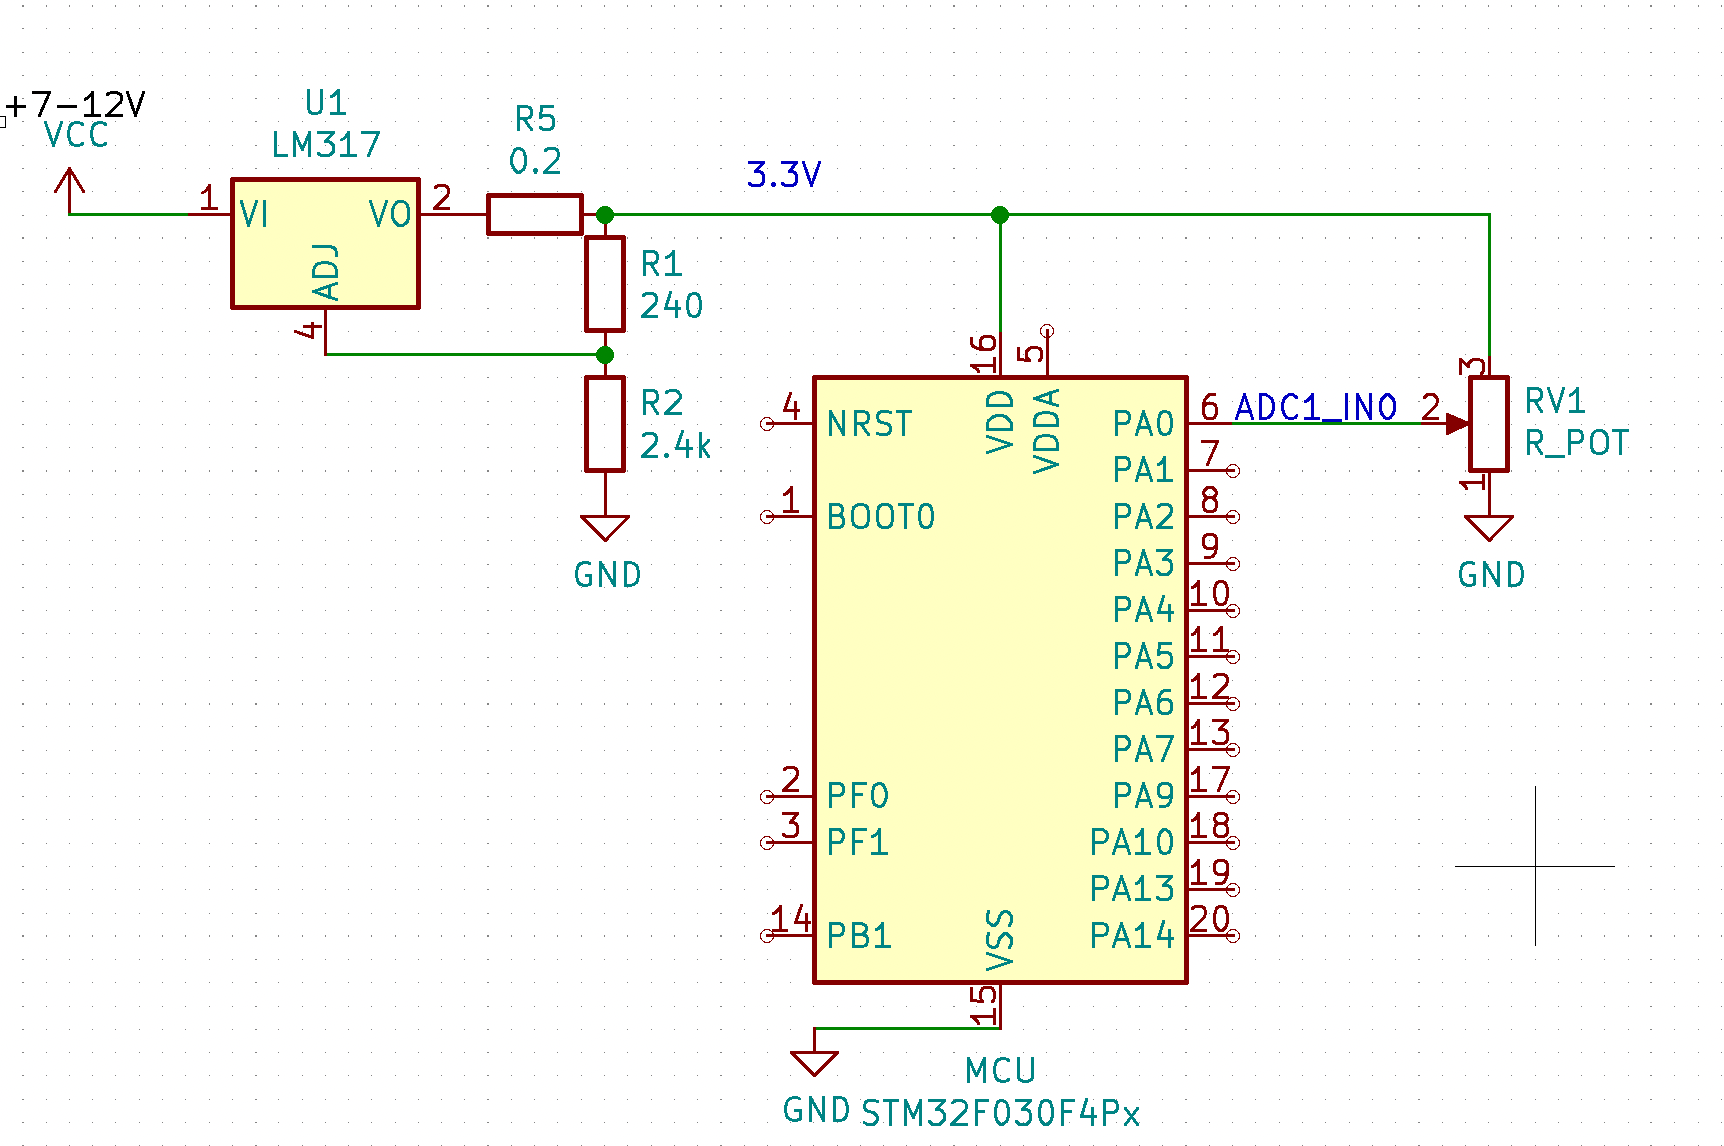 +7-12V
VCC
U1
LM317
1
VI
VO
2
ADJ
4
R5
0.2
3.3V
R1
240
R2
2.4k
GND
16
5
VDD
VDDA
4
NRST
1
BOOT0
2
PF0
3
PF1
14
PB1
PA0
6
ADC1_IN0
PA1
7
PA2
8
PA3
9
PA4
10
PA5
11
PA6
12
PA7
13
PA9
17
PA10
18
PA13
19
PA14
20
VSS
15
3
2
1
RV1
R_POT
GND
MCU
GND
STM32F030F4Px